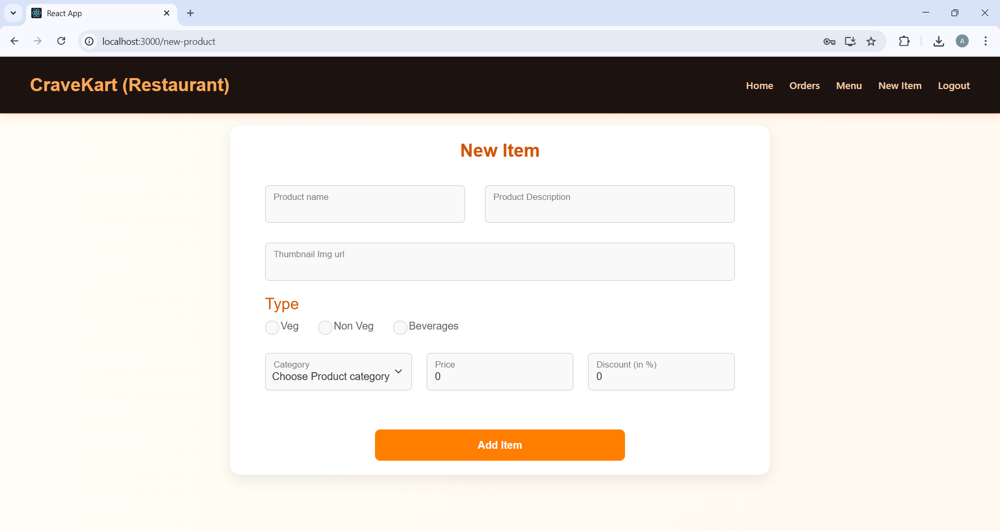 React App
localhost:3000/new-product
A
CraveKart (Restaurant)
Home Orders Menu New Item Logout
New Item
Product name Product Description
Thumbnail Img url
Type
Veg Non Veg Beverages
Category Price Discount (in %)
Choose Product category 0 0
Add Item